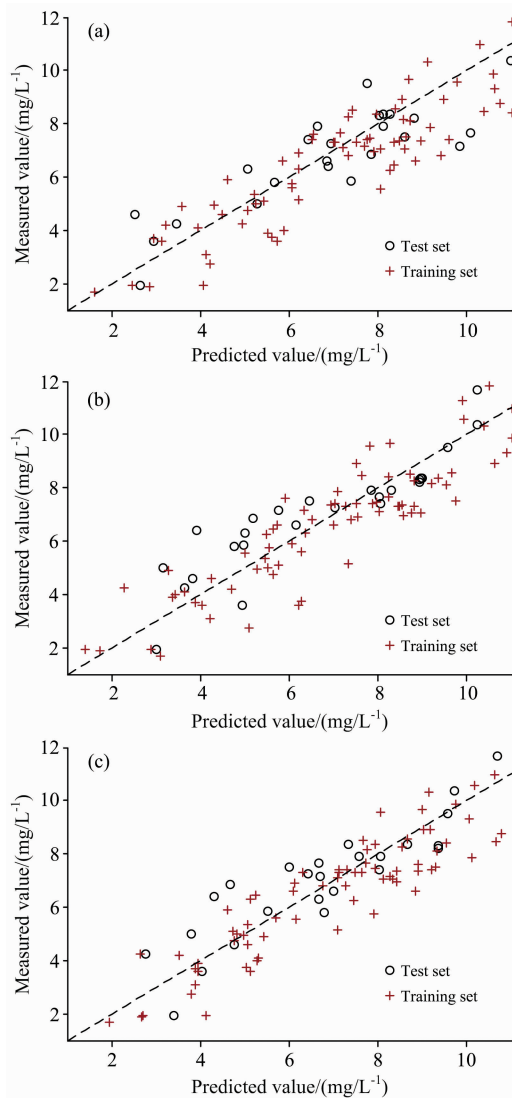 (a)
12
10
8
6
4
2
Measured value/(mg/L⁻¹)
Test set
Training set
2 4 6 8 10
Predicted value/(mg/L⁻¹)
(b)
12
10
8
6
4
2
Measured value/(mg/L⁻¹)
Test set
Training set
2 4 6 8 10
Predicted value/(mg/L⁻¹)
(c)
12
10
8
6
4
2
Measured value/(mg/L⁻¹)
Test set
Training set
2 4 6 8 10
Predicted value/(mg/L⁻¹)